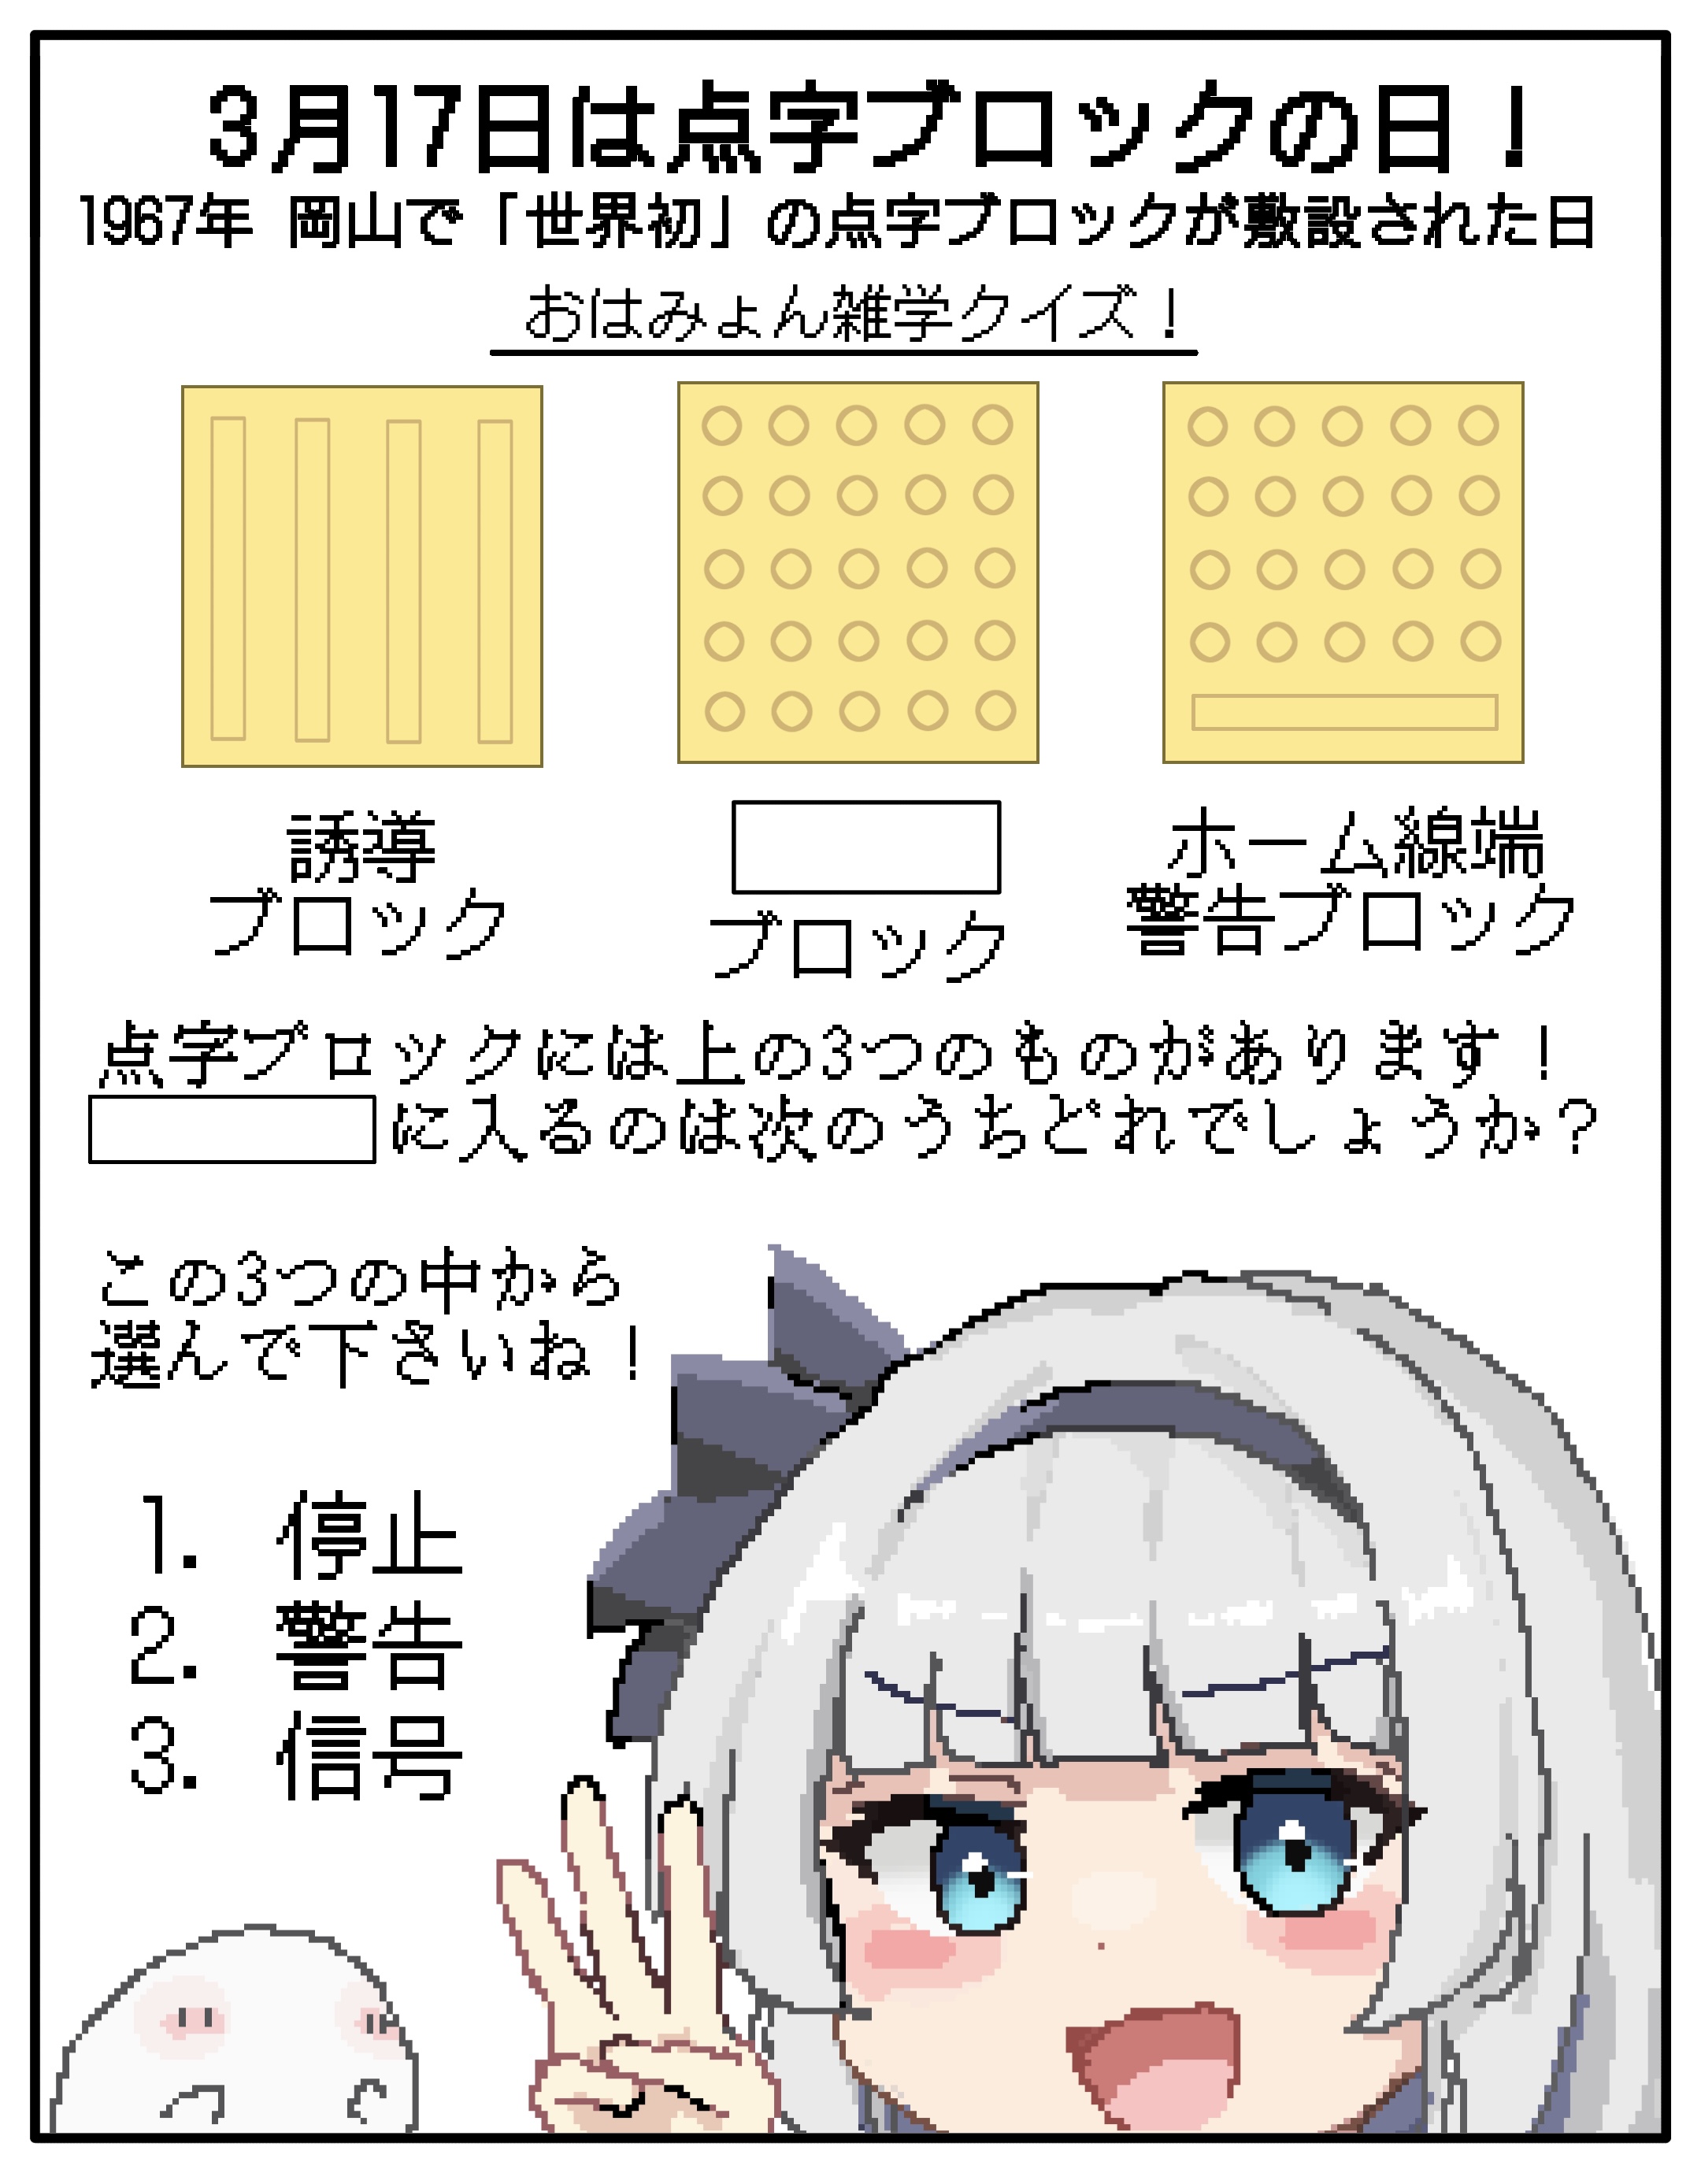 3月17日は点字ブロックの日！
1967年 岡山で「世界初」の点字ブロックが敷設された日
おはみょん雑学クイズ！
誘導
ブロック
ブロック
ホーム線端
警告ブロック
点字ブロックには上の3つのものがあります！
に入るのは次のうちどれでしょうか？
この3つの中から
選んで下さいね！
1. 停止
2. 警告
3. 信号